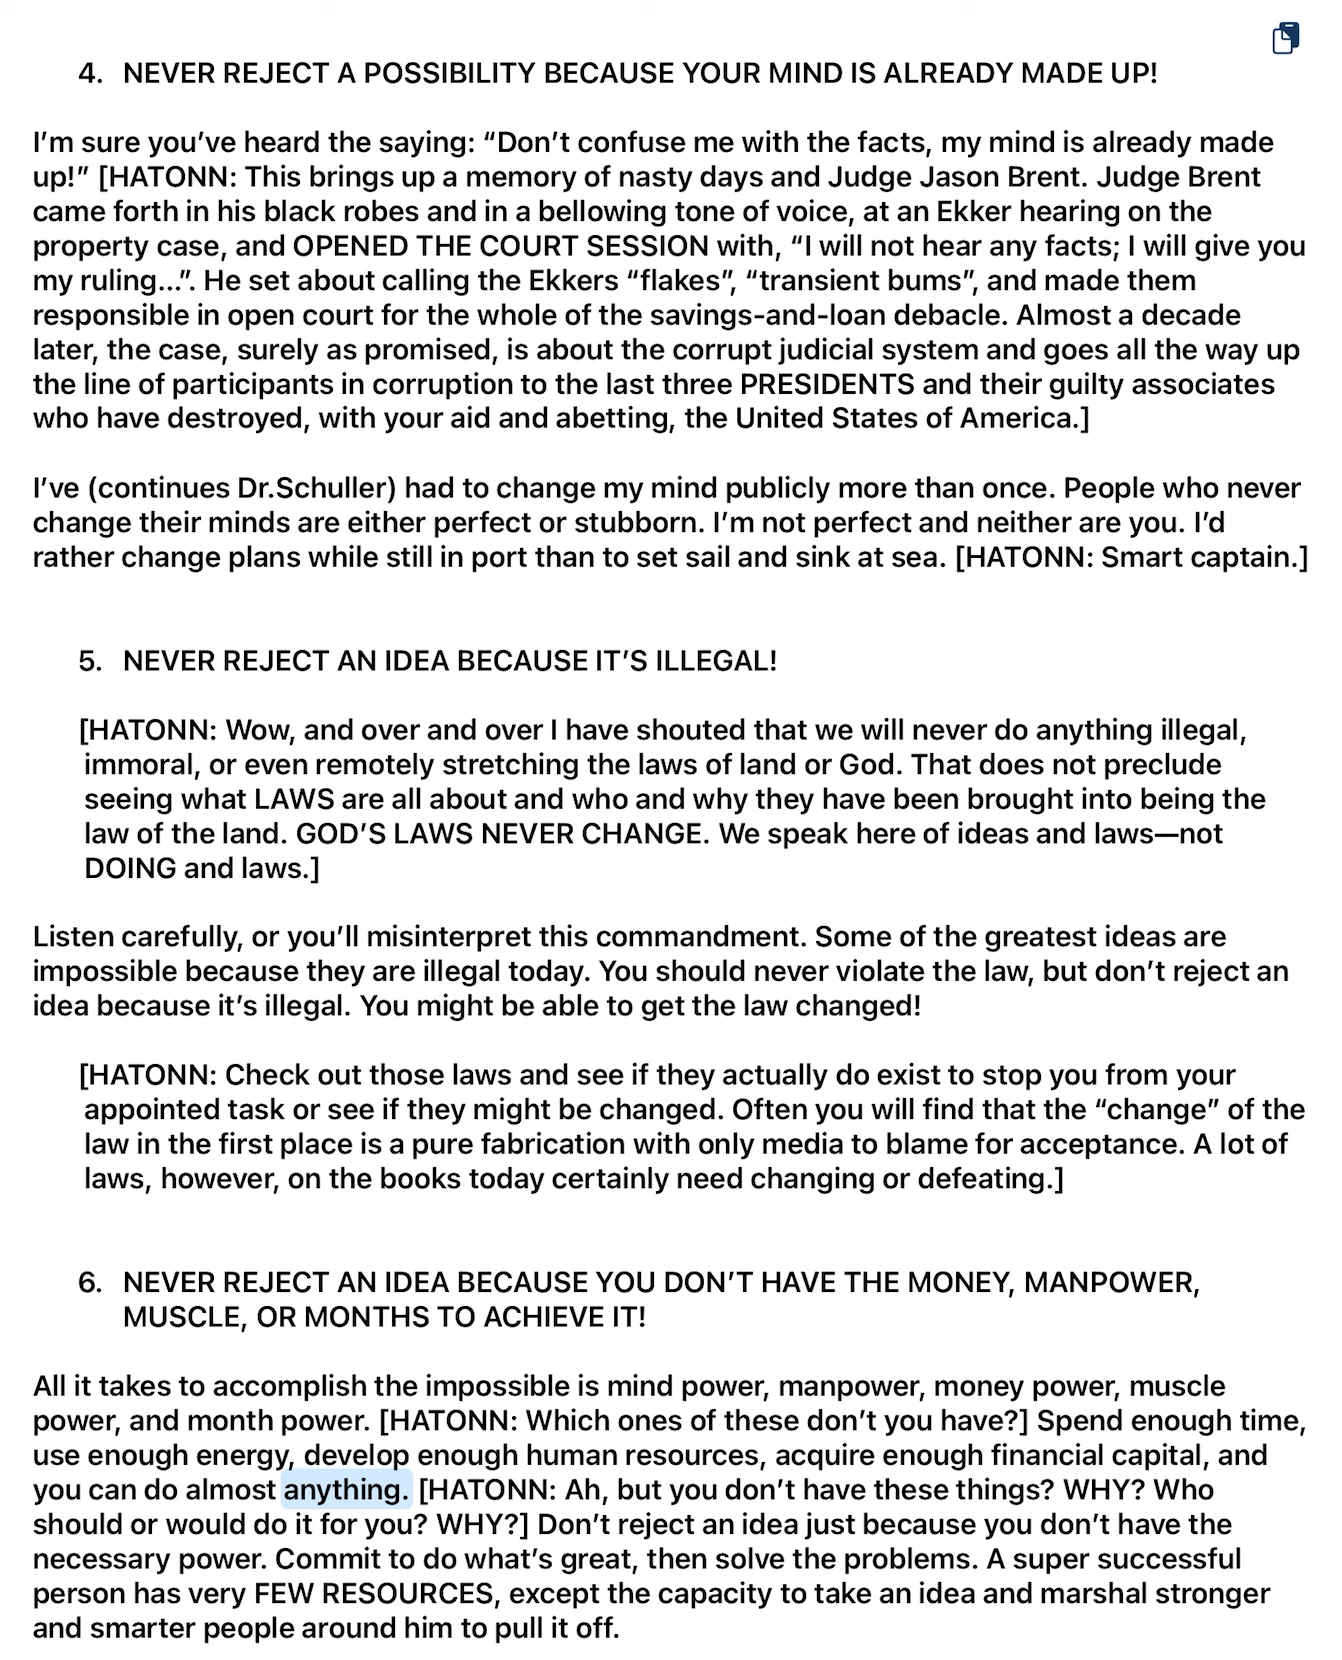 4. NEVER REJECT A POSSIBILITY BECAUSE YOUR MIND IS ALREADY MADE UP!
I’m sure you’ve heard the saying: “Don’t confuse me with the facts, my mind is already made
up!” [HATONN: This brings up a memory of nasty days and Judge Jason Brent. Judge Brent
came forth in his black robes and in a bellowing tone of voice, at an Ekker hearing on the
property case, and OPENED THE COURT SESSION with, “I will not hear any facts; I will give you
my ruling...”. He set about calling the Ekkers “flakes”, “transient bums”, and made them
responsible in open court for the whole of the savings-and-loan debacle. Almost a decade
later, the case, surely as promised, is about the corrupt judicial system and goes all the way up
the line of participants in corruption to the last three PRESIDENTS and their guilty associates
who have destroyed, with your aid and abetting, the United States of America.]
I’ve (continues Dr.Schuller) had to change my mind publicly more than once. People who never
change their minds are either perfect or stubborn. I’m not perfect and neither are you. I’d
rather change plans while still in port than to set sail and sink at sea. [HATONN: Smart captain.]
5. NEVER REJECT AN IDEA BECAUSE IT’S ILLEGAL!
[HATONN: Wow, and over and over I have shouted that we will never do anything illegal,
immoral, or even remotely stretching the laws of land or God. That does not preclude
seeing what LAWS are all about and who and why they have been brought into being the
law of the land. GOD’S LAWS NEVER CHANGE. We speak here of ideas and laws—not
DOING and laws.]
Listen carefully, or you’ll misinterpret this commandment. Some of the greatest ideas are
impossible because they are illegal today. You should never violate the law, but don’t reject an
idea because it’s illegal. You might be able to get the law changed!
[HATONN: Check out those laws and see if they actually do exist to stop you from your
appointed task or see if they might be changed. Often you will find that the “change” of the
law in the first place is a pure fabrication with only media to blame for acceptance. A lot of
laws, however, on the books today certainly need changing or defeating.]
6. NEVER REJECT AN IDEA BECAUSE YOU DON’T HAVE THE MONEY, MANPOWER,
MUSCLE, OR MONTHS TO ACHIEVE IT!
All it takes to accomplish the impossible is mind power, manpower, money power, muscle
power, and month power. [HATONN: Which ones of these don’t you have?] Spend enough time,
use enough energy, develop enough human resources, acquire enough financial capital, and
you can do almost anything. [HATONN: Ah, but you don’t have these things? WHY? Who
should or would do it for you? WHY?] Don’t reject an idea just because you don’t have the
necessary power. Commit to do what’s great, then solve the problems. A super successful
person has very FEW RESOURCES, except the capacity to take an idea and marshal stronger
and smarter people around him to pull it off.